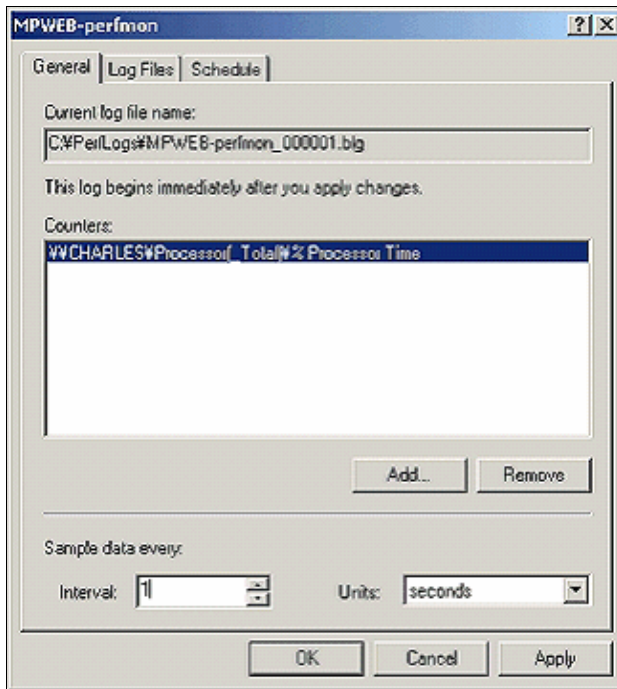 MPWEB-perfmon
General Log Files Schedule
Current log file name:
C:¥PerfLogs¥MPWEB-perfmon_000001.blg
This log begins immediately after you apply changes.
Counters:
¥¥CHARLES¥Processor(_Total)¥% Processor Time
Add... Remove
Sample data every:
Interval: 1 Units: seconds
OK Cancel Apply